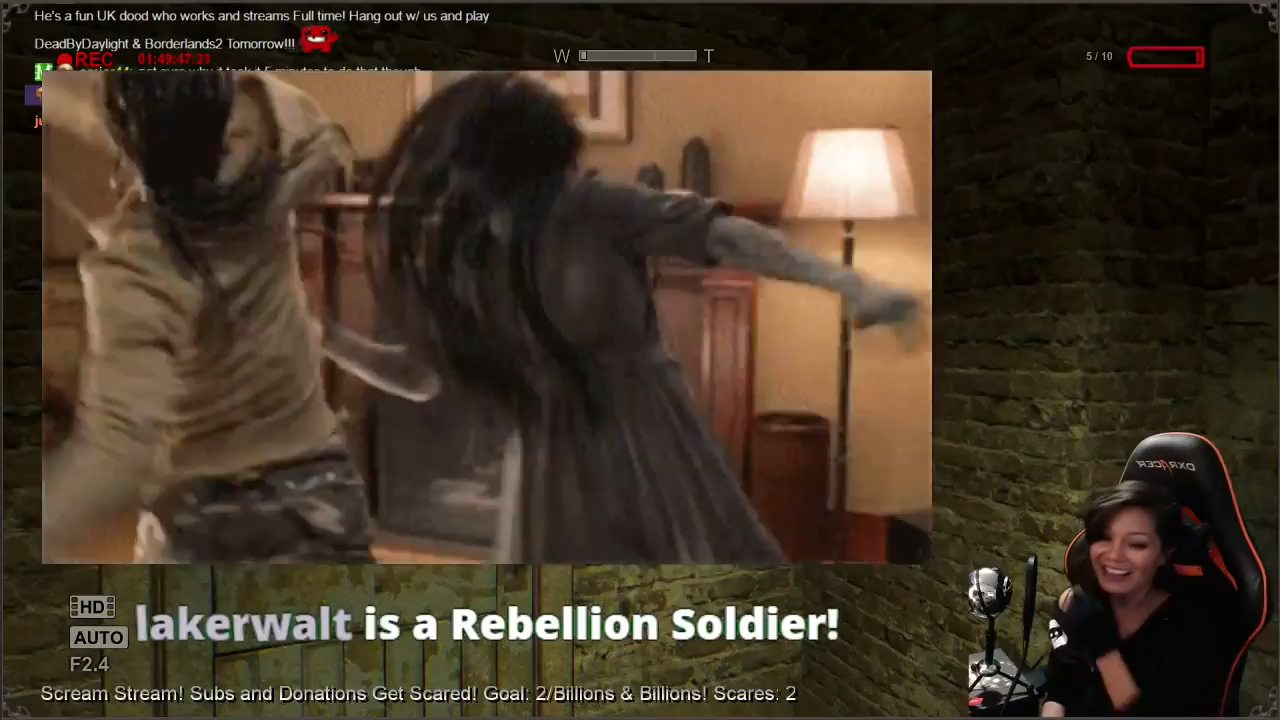 He's a fun UK dood who works and streams Full time! Hang out w/ us and play
DeadByDaylight & Borderlands2 Tomorrow!!!
REC 01:49:47:23
W T
5 / 10
DXRACER
HD
AUTO
F2.4
lakerwalt is a Rebellion Soldier!
Scream Stream! Subs and Donations Get Scared! Goal: 2/Billions & Billions! Scares: 2